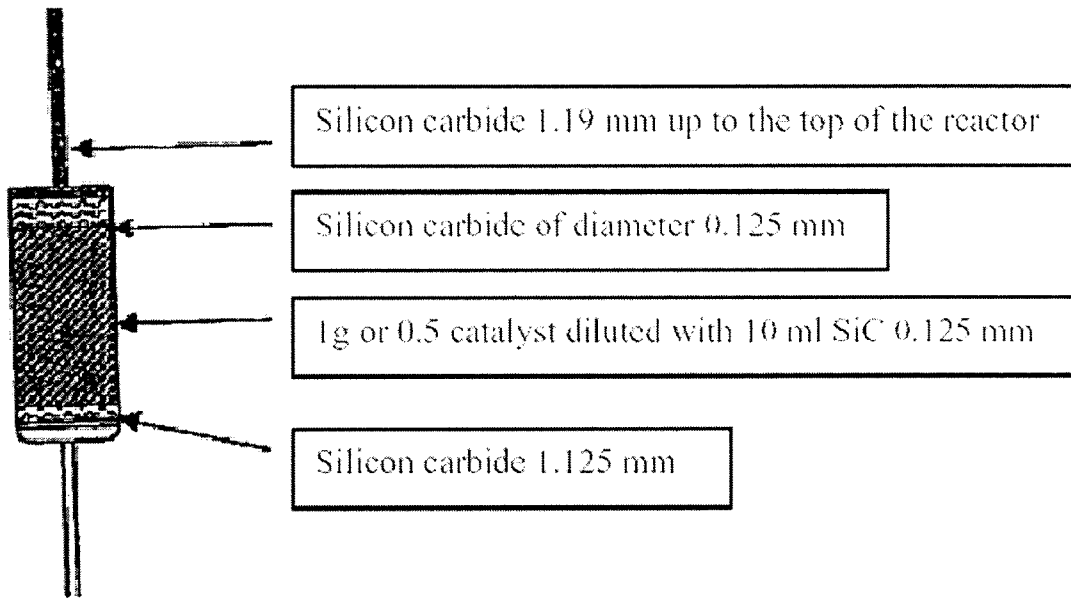 Silicon carbide 1.19 mm up to the top of the reactor
Silicon carbide of diameter 0.125 mm
1g or 0.5 catalyst diluted with 10 ml SiC 0.125 mm
Silicon carbide 1.125 mm